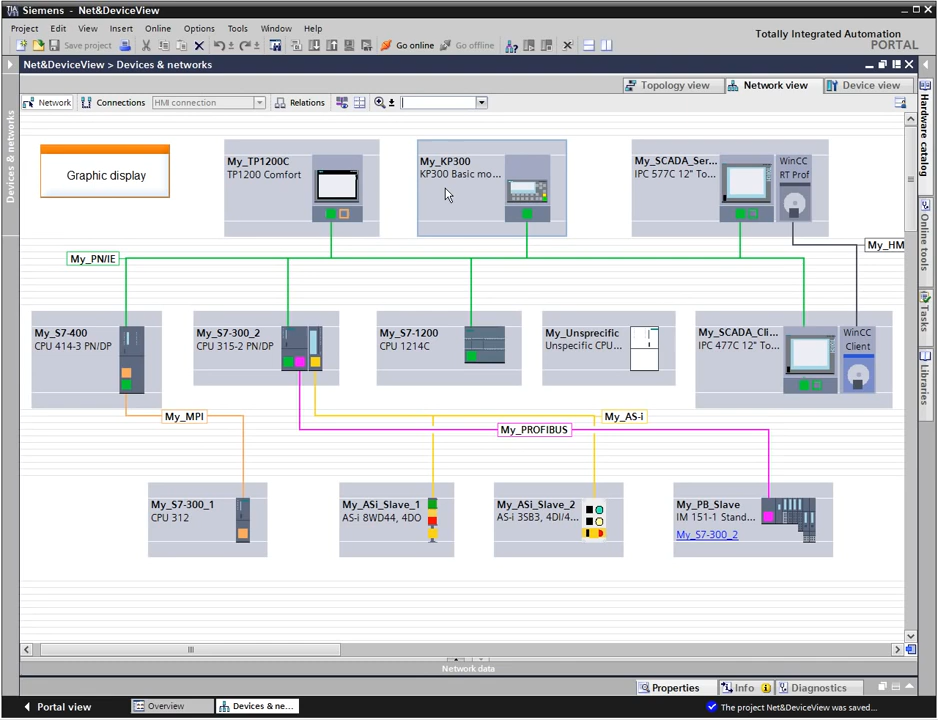 Siemens - Net&DeviceView
Project Edit View Insert Online Options Tools Window Help
Save project
Go online Go offline
Totally Integrated Automation
PORTAL
Net&DeviceView > Devices & networks
Topology view Network view Device view
Network Connections HMI connection Relations
Devices & networks
Hardware catalog
Online tools
Tasks
Libraries
Graphic display
My_TP1200C
TP1200 Comfort
My_KP300
KP300 Basic mo...
My_SCADA_Ser...
IPC 577C 12" To...
WinCC
RT Prof
My_PN/IE
My_HM
My_S7-400
CPU 414-3 PN/DP
My_S7-300_2
CPU 315-2 PN/DP
My_S7-1200
CPU 1214C
My_Unsprecific
Unspecific CPU...
My_SCADA_Cli...
IPC 477C 12" To...
WinCC
Client
My_MPI
My_AS-i
My_PROFIBUS
My_S7-300_1
CPU 312
My_ASi_Slave_1
AS-i 8WD44, 4DO
My_ASi_Slave_2
AS-i 3SB3, 4DI/4...
My_PB_Slave
IM 151-1 Stand...
My_S7-300_2
Network data
Properties Info Diagnostics
Portal view Overview Devices & ne...
The project Net&DeviceView was saved...